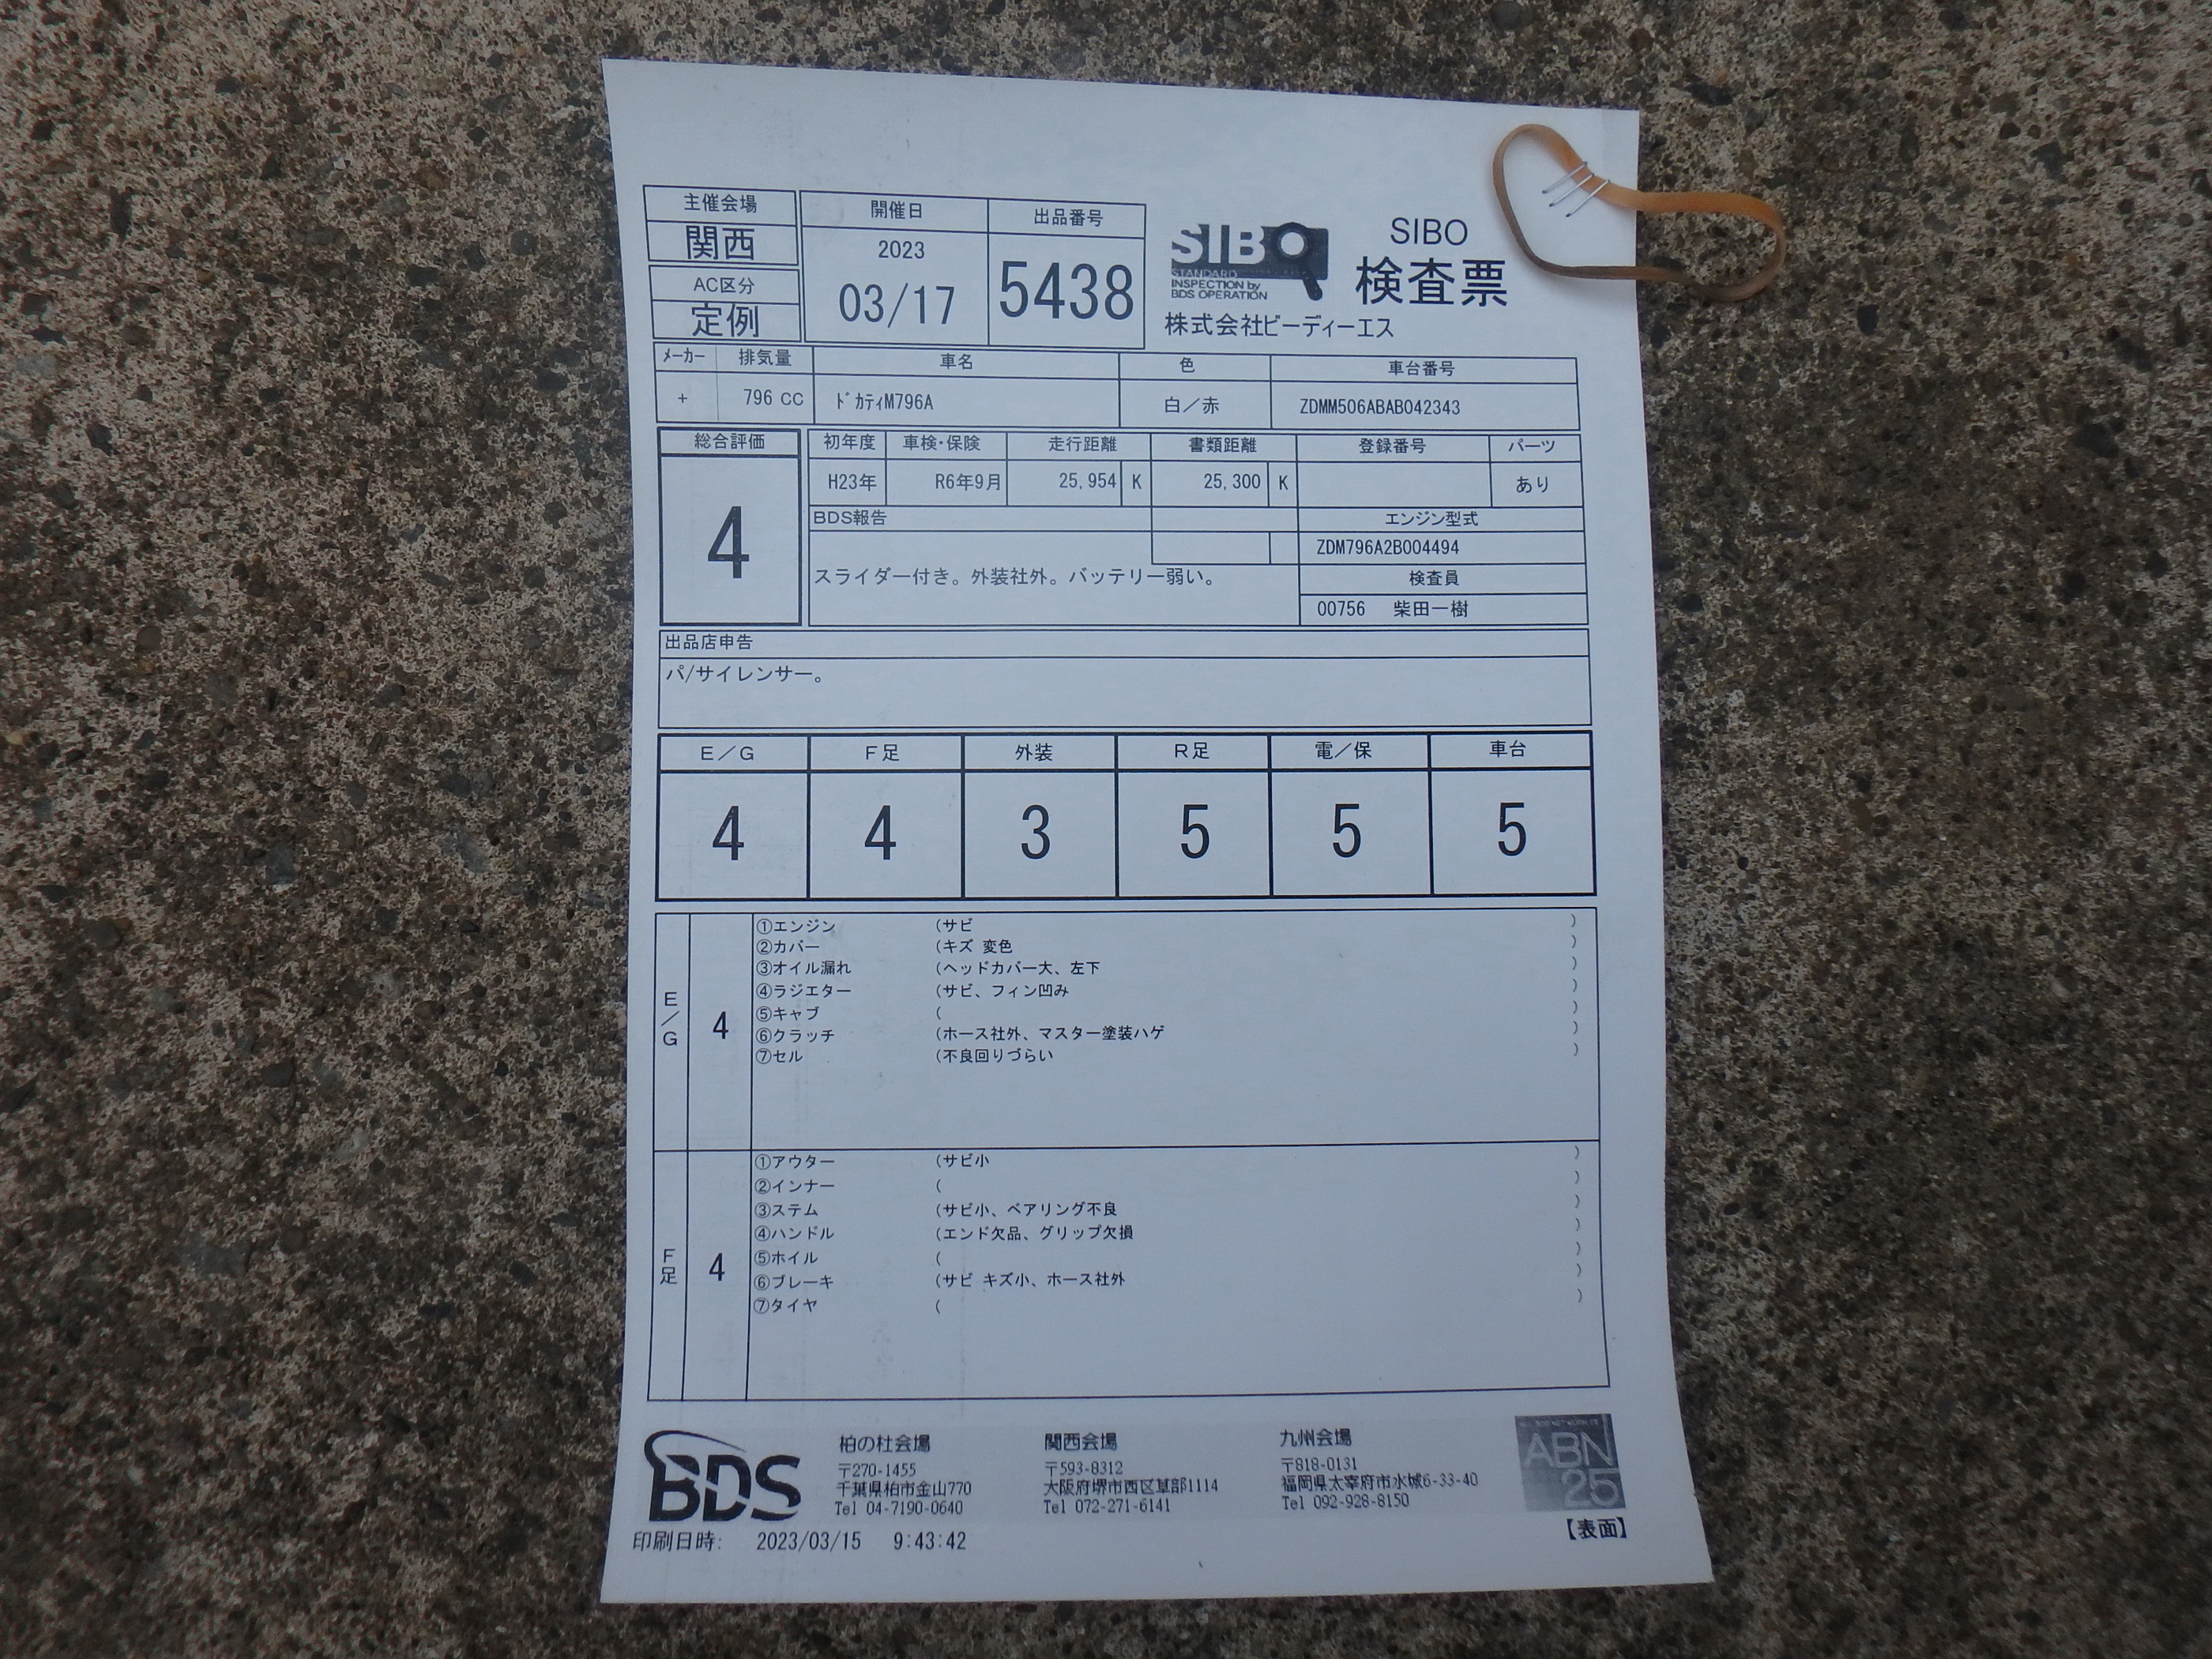 主催会場
関西
AC区分
定例
開催日
2023
03/17
出品番号
5438
SIBO
STANDARD
INSPECTION by
BDS OPERATION
SIBO
検査票
株式会社ビーディーエス
ﾒｰｶｰ 排気量 車名 色 車台番号
+ 796 CC ﾄﾞｶﾃｨM796A 白／赤 ZDMM506ABAB042343
総合評価
4
初年度 車検・保険 走行距離 書類距離 登録番号 パーツ
H23年 R6年9月 25,954 K 25,300 K あり
BDS報告
スライダー付き。外装社外。バッテリー弱い。
エンジン型式
ZDM796A2B004494
検査員
00756 柴田一樹
出品店申告
パ/サイレンサー。
E／G F足 外装 R足 電／保 車台
4 4 3 5 5 5
E／G 4
①エンジン (サビ )
②カバー (キズ 変色 )
③オイル漏れ (ヘッドカバー大、左下 )
④ラジエター (サビ、フィン凹み )
⑤キャブ ( )
⑥クラッチ (ホース社外、マスター塗装ハゲ )
⑦セル (不良回りづらい )
F足 4
①アウター (サビ小 )
②インナー ( )
③ステム (サビ小、ベアリング不良 )
④ハンドル (エンド欠品、グリップ欠損 )
⑤ホイル ( )
⑥ブレーキ (サビ キズ小、ホース社外 )
⑦タイヤ ( )
BDS
柏の杜会場
〒270-1455
千葉県柏市金山770
Tel 04-7190-0640
関西会場
〒593-8312
大阪府堺市西区草部1114
Tel 072-271-6141
九州会場
〒818-0131
福岡県太宰府市水城6-33-40
Tel 092-928-8150
ABN
25
【表面】
印刷日時: 2023/03/15 9:43:42